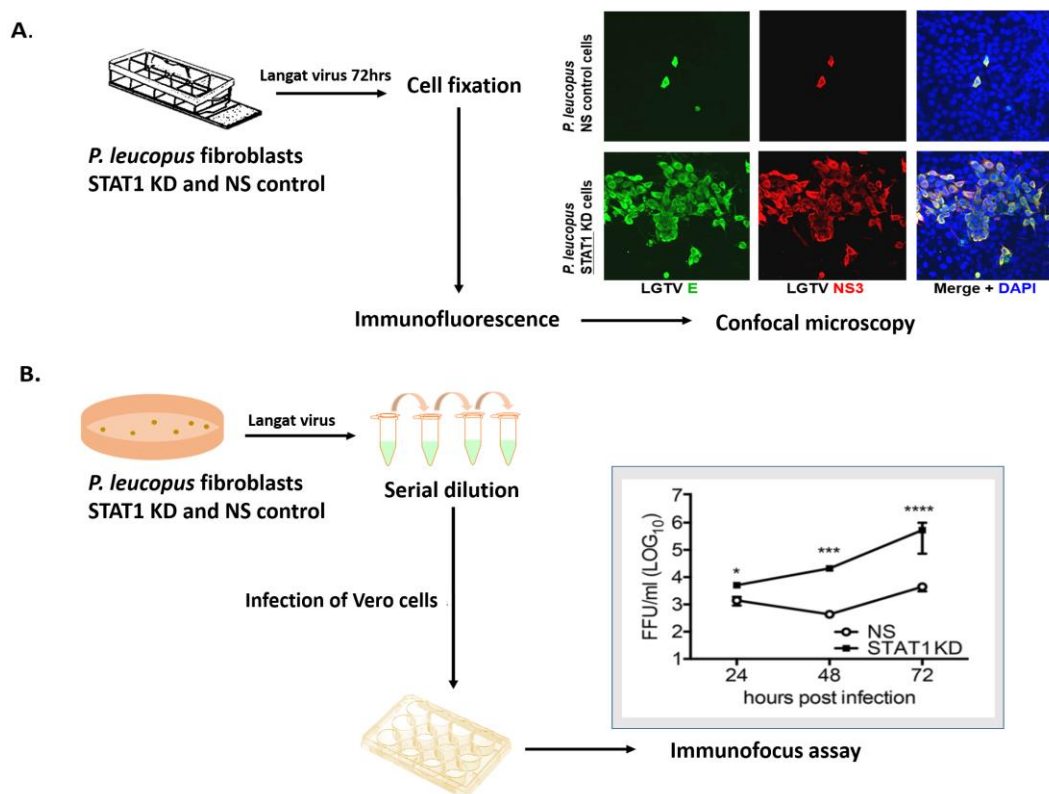 A.
Langat virus 72hrs
Cell fixation
P. leucopus fibroblasts
STAT1 KD and NS control
P. leucopus
NS control cells
P. leucopus
STAT1 KD cells
LGTV E
LGTV NS3
Merge + DAPI
Immunofluorescence
Confocal microscopy
B.
Langat virus
P. leucopus fibroblasts
STAT1 KD and NS control
Serial dilution
Infection of Vero cells
FFU/ml (LOG10)
7
6
5
4
3
2
1
*
***
****
NS
STAT1KD
24 48 72
hours post infection
Immunofocus assay